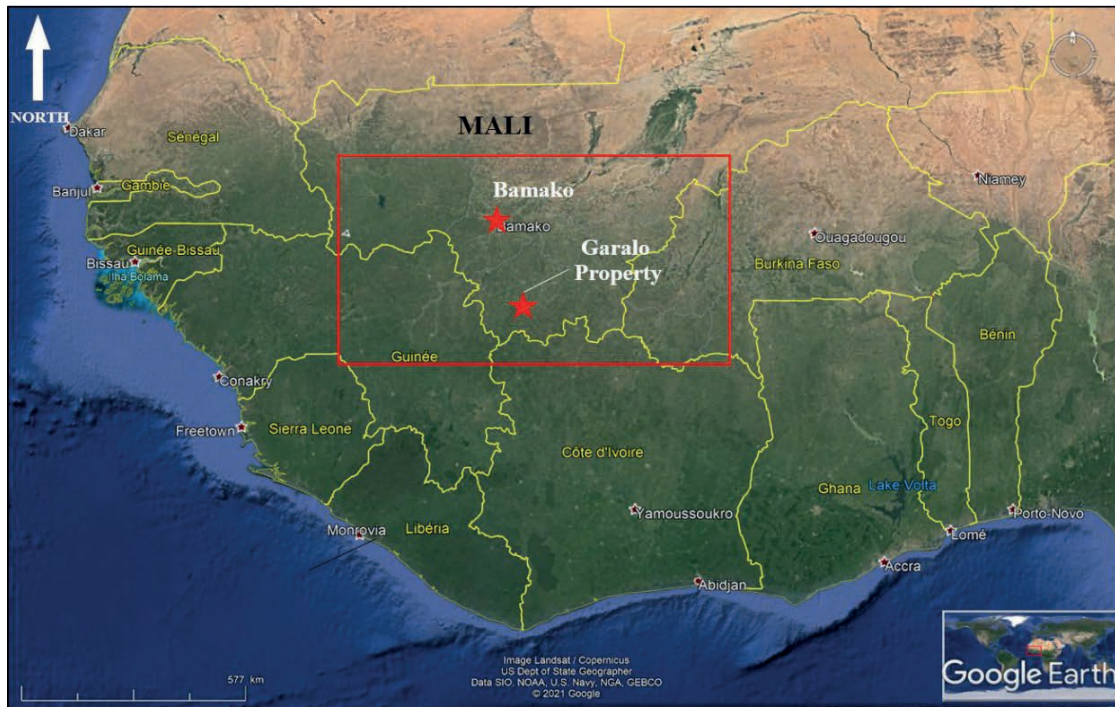 NORTH
Dakar
Sénégal
MALI
Banjul
Gambie
Bamako
Bamako
Niamey
Ouagadougou
Guinée-Bissau
Bissau
Ilha Bolama
Garalo
Property
Burkina Faso
Bénin
Guinée
Conakry
Freetown
Sierra Leone
Togo
Côte d'Ivoire
Ghana
Lake Volta
Yamoussoukro
Porto-Novo
Monrovia
Libéria
Lomé
Accra
Abidjan
Image Landsat / Copernicus
US Dept of State Geographer
Data SIO, NOAA, U.S. Navy, NGA, GEBCO
© 2021 Google
577 km
N
Google Earth